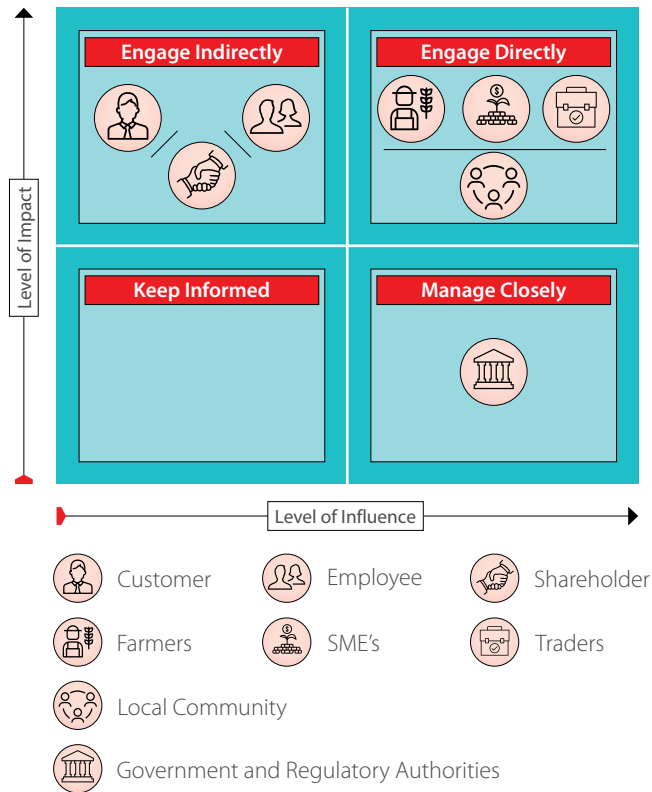 Engage Indirectly
Engage Directly
Level of Impact
Keep Informed
Manage Closely
Level of Influence
Customer
Employee
Shareholder
Farmers
SME's
Traders
Local Community
Government and Regulatory Authorities